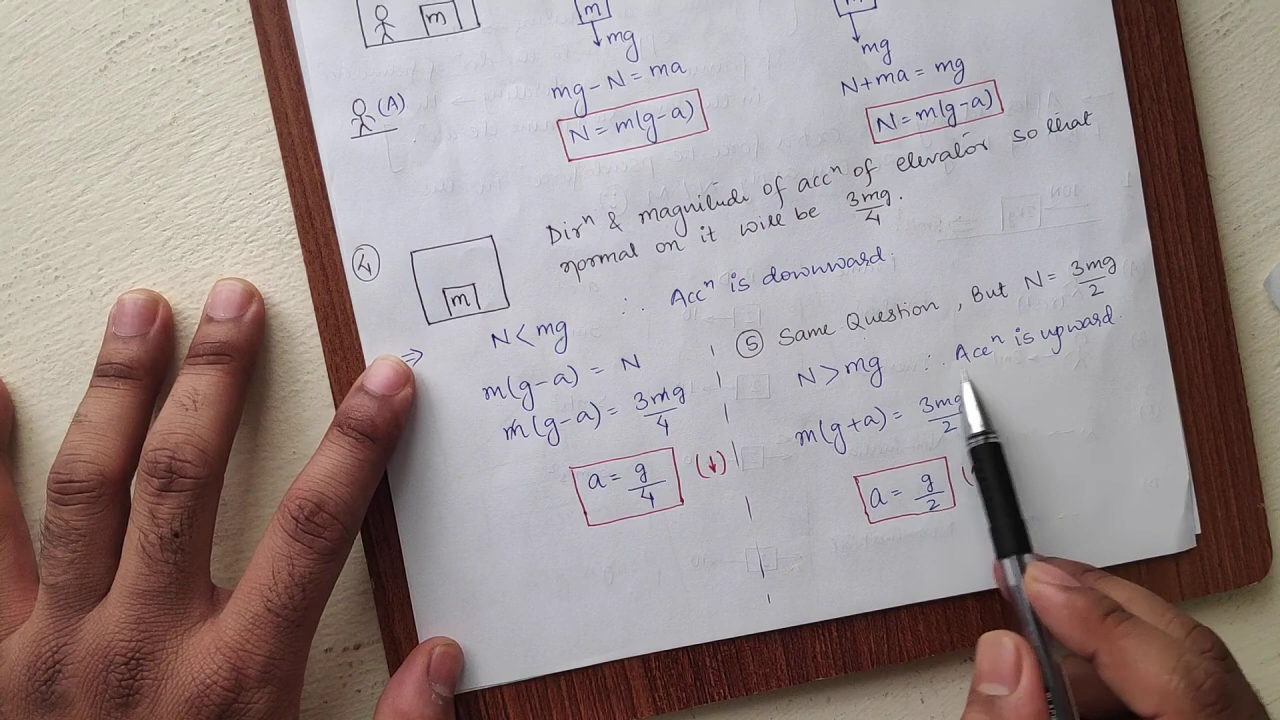 m
m
m
mg
mg
(A)
mg - N = ma
N + ma = mg
N = m(g-a)
N = m(g-a)
④
Dirⁿ & magnitude of accⁿ of elevator so that
normal on it will be 3mg/4.
m
∴ Accⁿ is downward.
⇒ N < mg
m(g-a) = N
m(g-a) = 3mg/4
a = g/4 (↓)
⑤ Same Question, But N = 3mg/2
N > mg ∴ Accⁿ is upward.
m(g+a) = 3mg/2
a = g/2